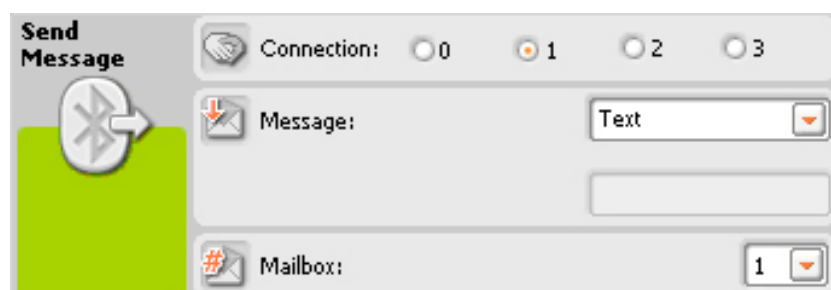 Send
Message
Connection: 0 1 2 3
Message: Text
Mailbox: 1